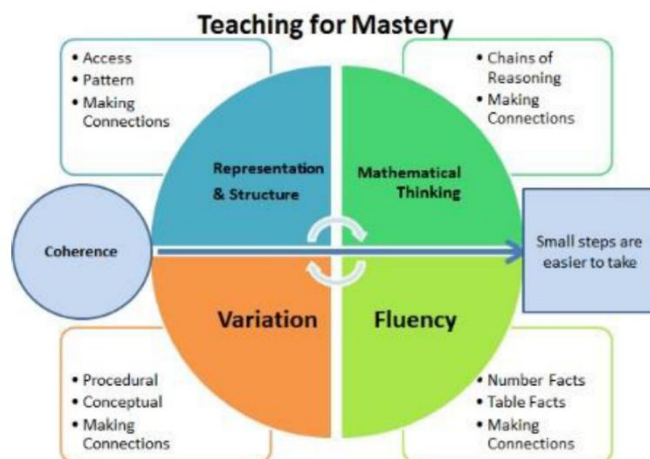 Teaching for Mastery
• Access
• Pattern
• Making
Connections
• Chains of
Reasoning
• Making
Connections
Representation
& Structure
Mathematical
Thinking
Coherence
Small steps are
easier to take
Variation
Fluency
• Procedural
• Conceptual
• Making
Connections
• Number Facts
• Table Facts
• Making
Connections